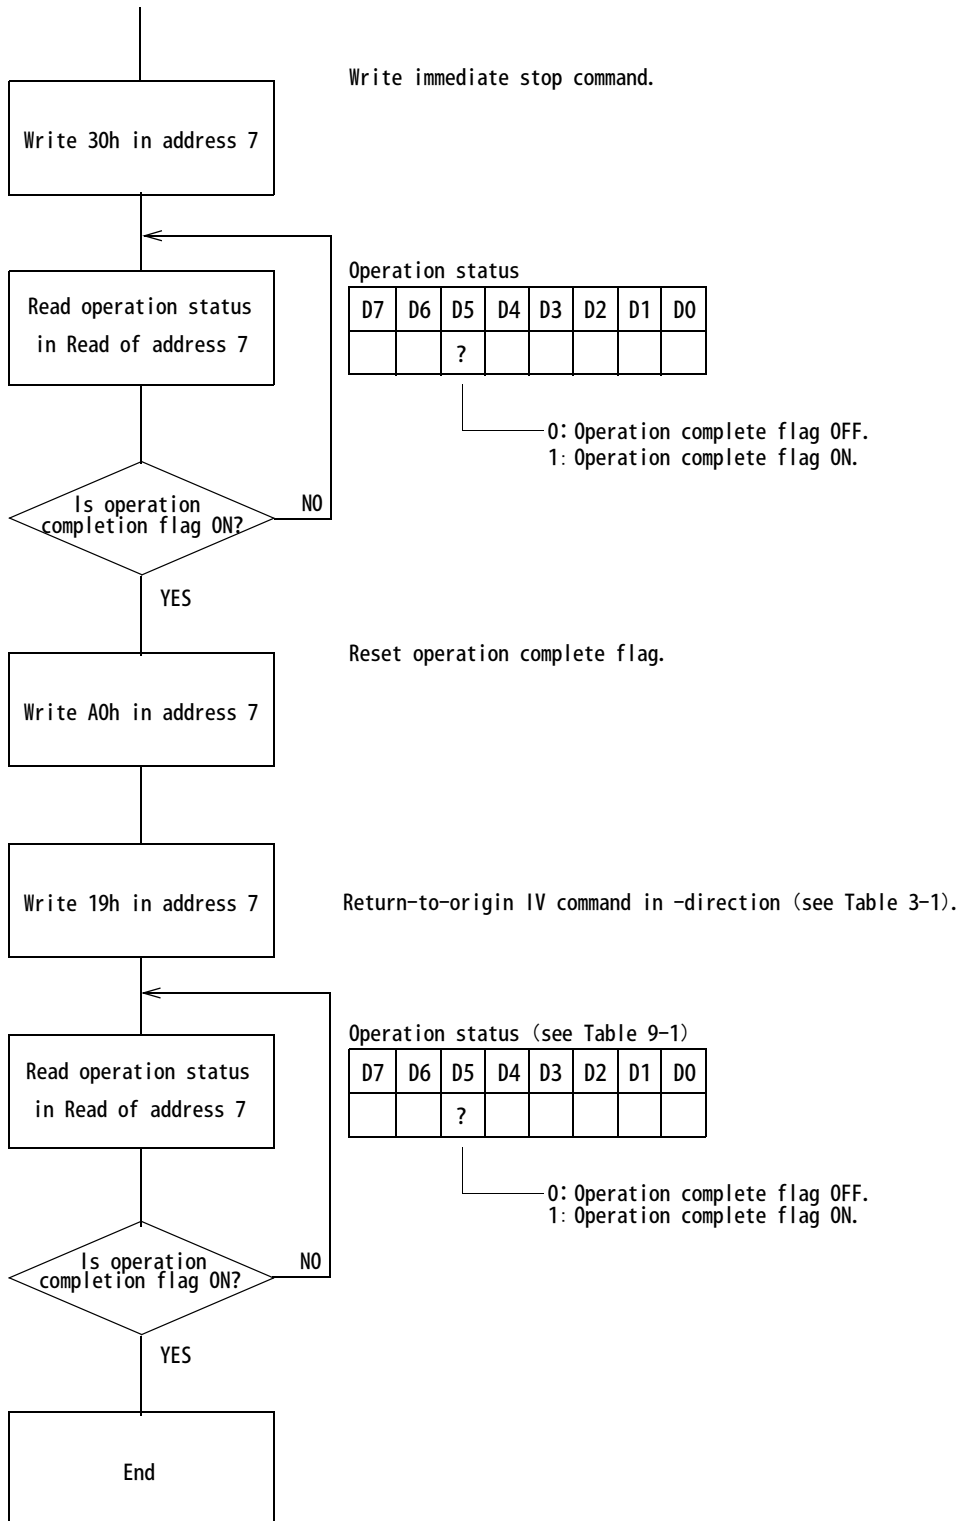 Write immediate stop command.
Write 30h in address 7
Read operation status
in Read of address 7
Operation status
D7 D6 D5 D4 D3 D2 D1 D0
?
0: Operation complete flag OFF.
1: Operation complete flag ON.
Is operation
completion flag ON?
NO
YES
Reset operation complete flag.
Write A0h in address 7
Write 19h in address 7
Return-to-origin IV command in -direction (see Table 3-1).
Read operation status
in Read of address 7
Operation status (see Table 9-1)
D7 D6 D5 D4 D3 D2 D1 D0
?
0: Operation complete flag OFF.
1: Operation complete flag ON.
Is operation
completion flag ON?
NO
YES
End